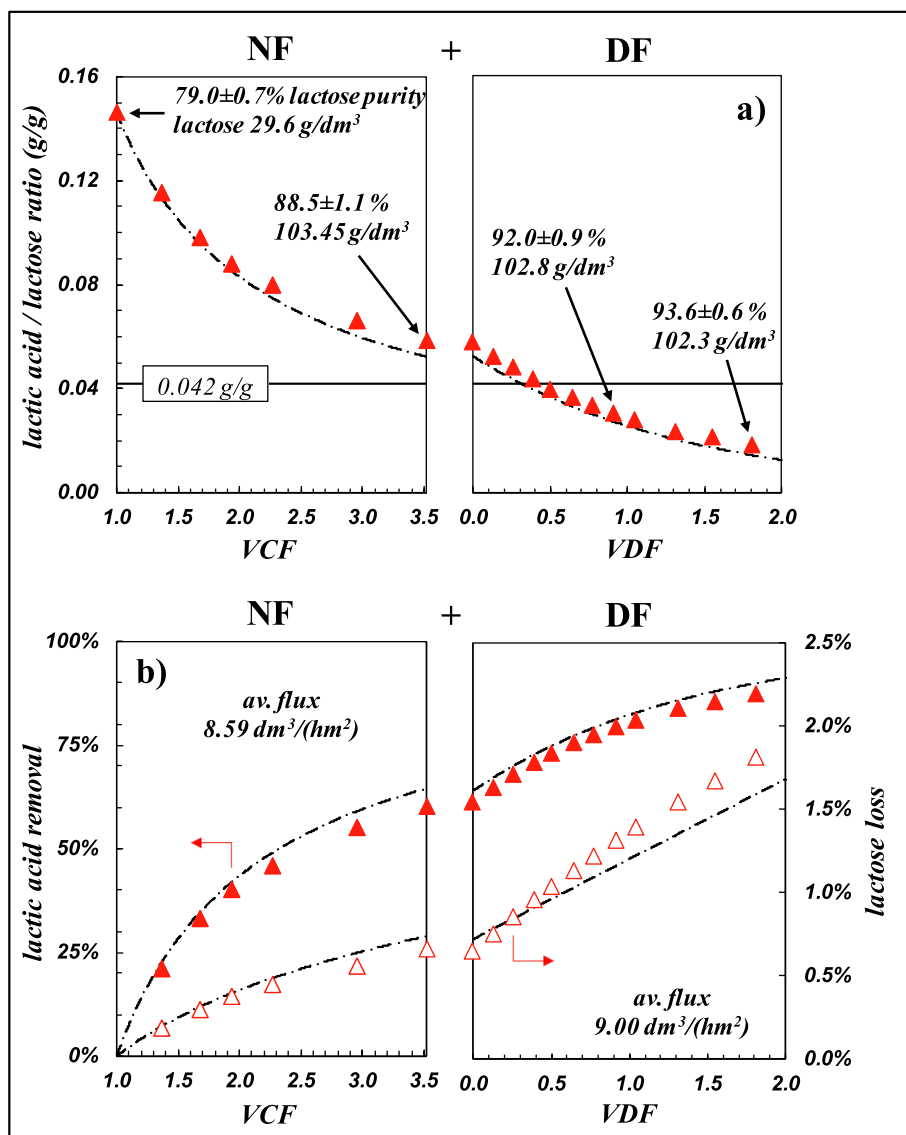 NF + DF
a)
79.0±0.7% lactose purity
lactose 29.6 g/dm³
88.5±1.1%
103.45 g/dm³
92.0±0.9%
102.8 g/dm³
93.6±0.6%
102.3 g/dm³
0.042 g/g
lactic acid / lactose ratio (g/g)
0.16
0.12
0.08
0.04
0.00
1.0 1.5 2.0 2.5 3.0 3.5
VCF
0.0 0.5 1.0 1.5 2.0
VDF
NF + DF
b)
av. flux
8.59 dm³/(hm²)
av. flux
9.00 dm³/(hm²)
lactic acid removal
100%
75%
50%
25%
0%
lactose loss
2.5%
2.0%
1.5%
1.0%
0.5%
0.0%
1.0 1.5 2.0 2.5 3.0 3.5
VCF
0.0 0.5 1.0 1.5 2.0
VDF